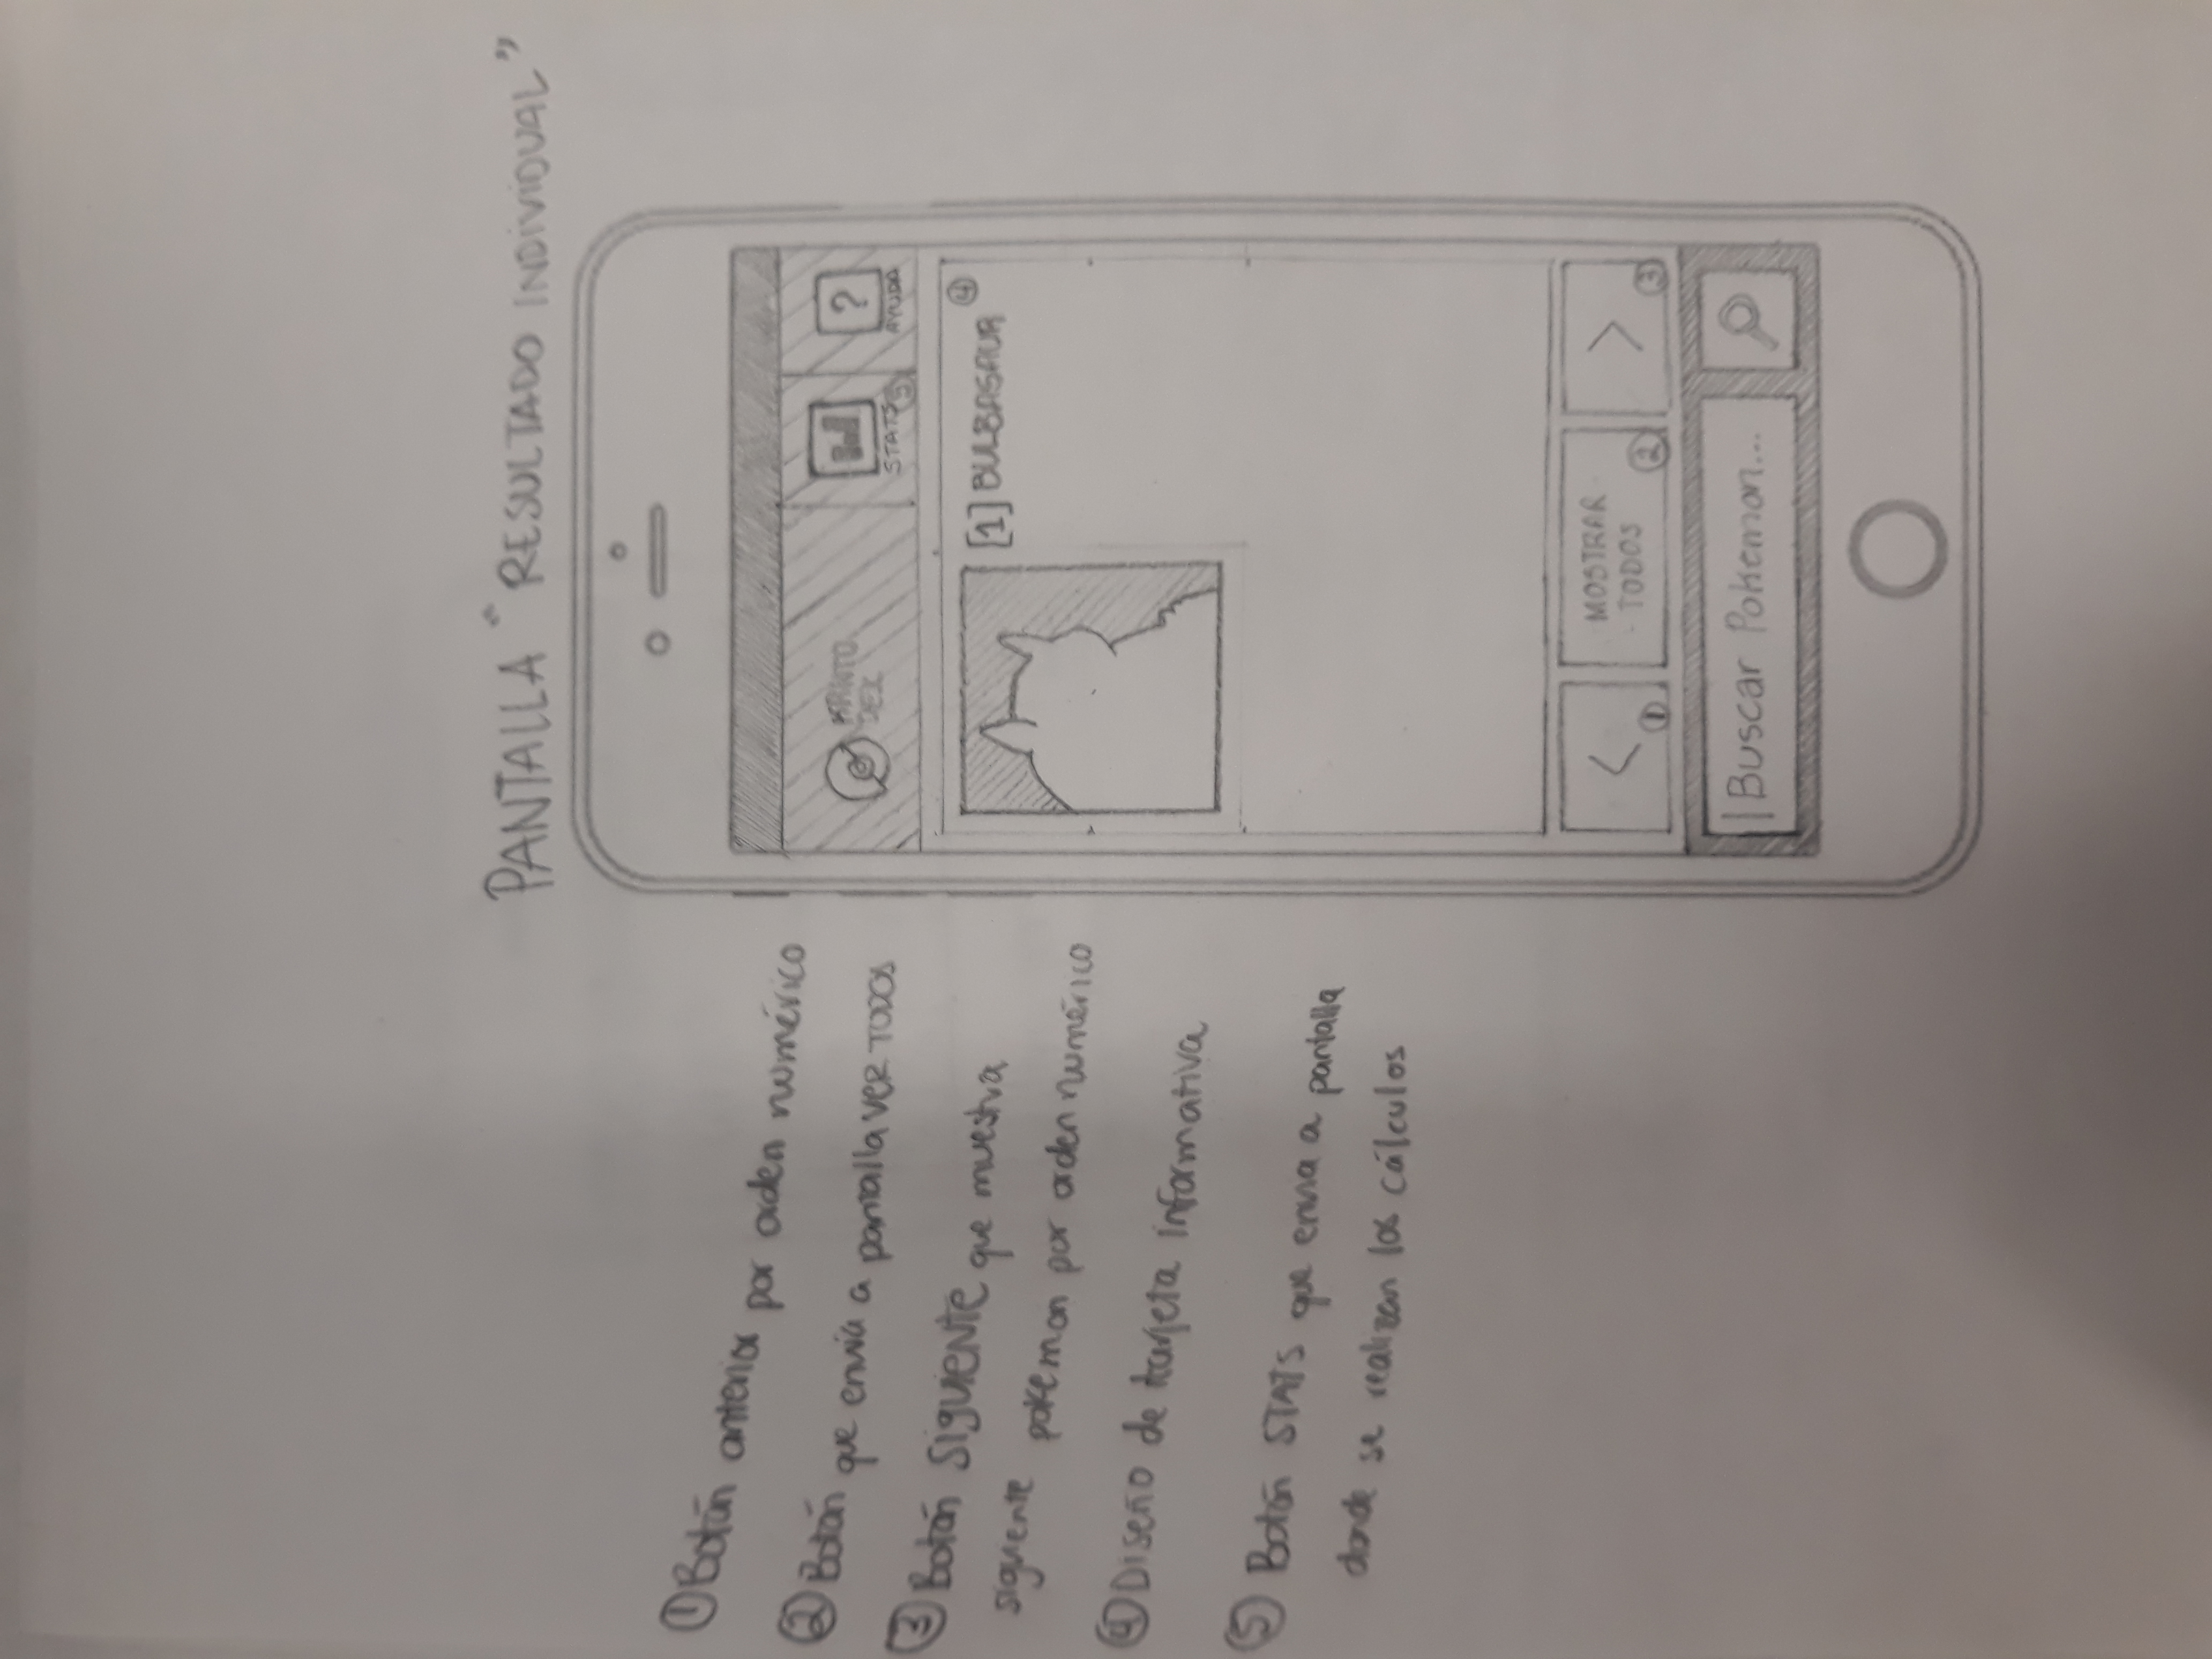 PANTALLA "RESULTADO INDIVIDUAL"
① Botón anterior por orden numérico
② Botón que envía a pantalla VER TODOS
③ Botón SIGUIENTE que muestra
siguiente pokemon por orden numérico
④ Diseño de tarjeta informativa
⑤ Botón STATS que envia a pantalla
donde se realizan los cálculos
KANTO
DEX
STATS ⑤
?
AYUDA
[1] BULBASAUR ④
< ①
MOSTRAR
TODOS ②
> ③
|Buscar Pokemon...